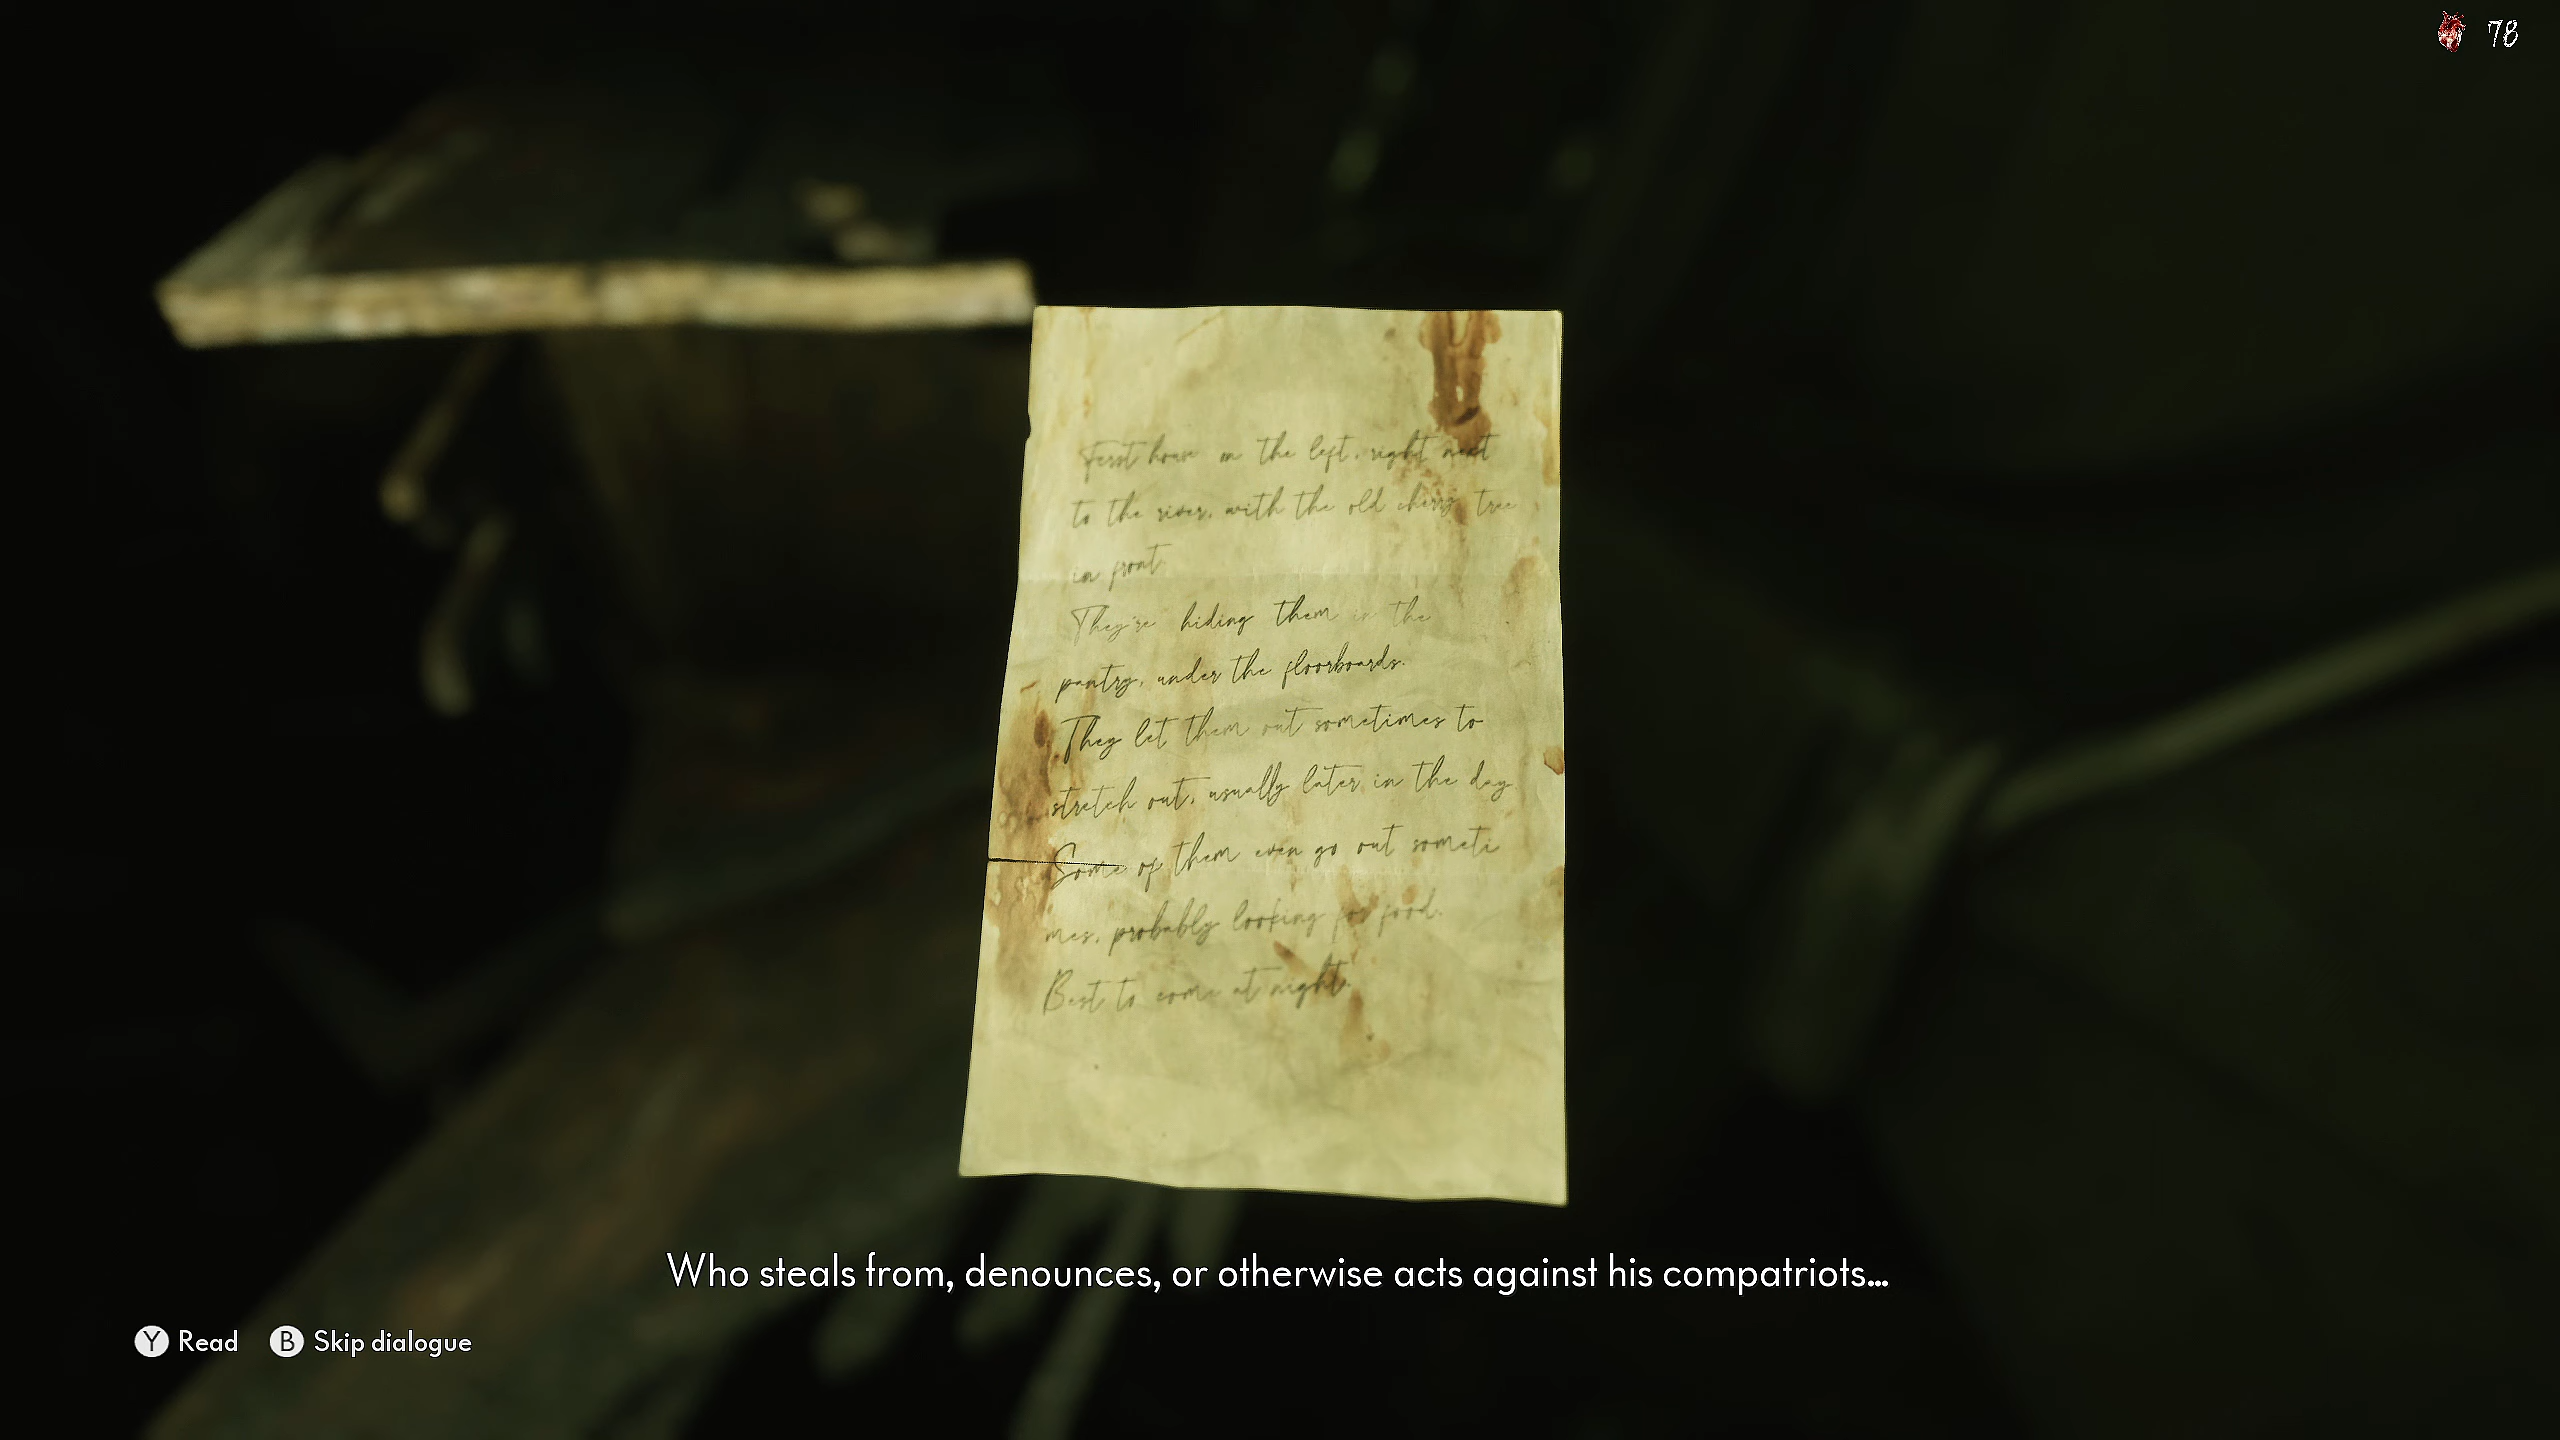 78
First house on the left, right next
to the river, with the old cherry tree
in front.
They're hiding them in the
pantry, under the floorboards.
They let them out sometimes to
stretch out, usually later in the day
Some of them even go out someti
mes, probably looking for food.
Best to come at night.
Who steals from, denounces, or otherwise acts against his compatriots...
Y Read B Skip dialogue